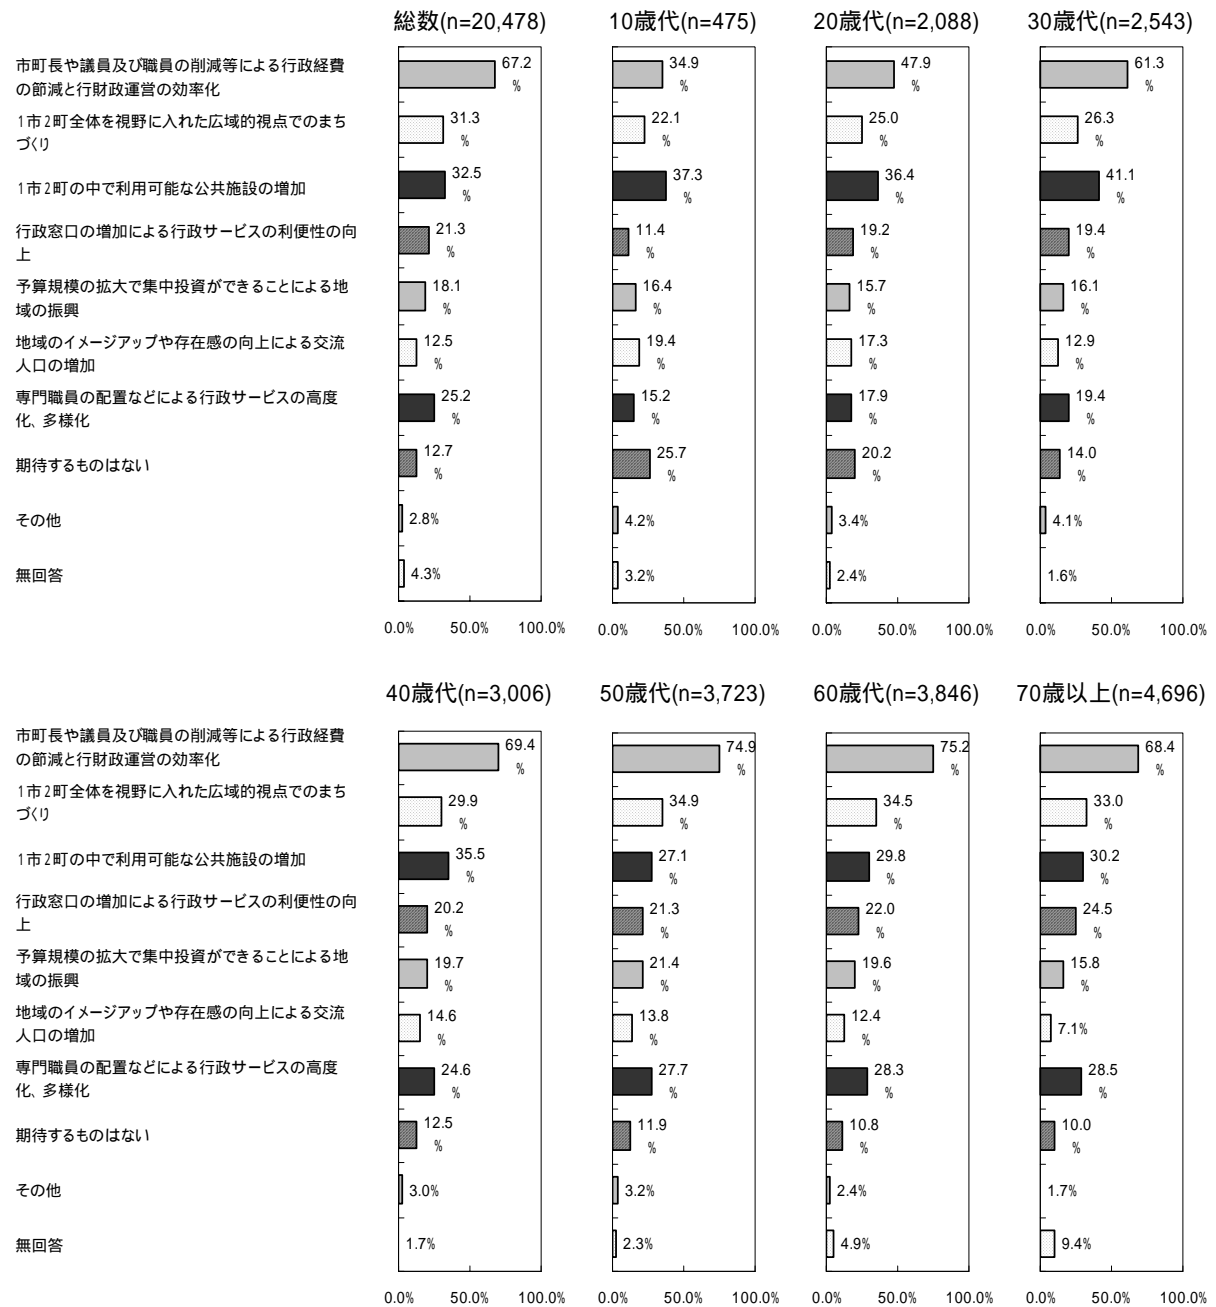 総数(n=20,478)
10歳代(n=475)
20歳代(n=2,088)
30歳代(n=2,543)
市町長や議員及び職員の削減等による行政経費
の節減と行財政運営の効率化
67.2
%
34.9
%
47.9
%
61.3
%
1市2町全体を視野に入れた広域的視点でのまち
づくり
31.3
%
22.1
%
25.0
%
26.3
%
1市2町の中で利用可能な公共施設の増加
32.5
%
37.3
%
36.4
%
41.1
%
行政窓口の増加による行政サービスの利便性の向
上
21.3
%
11.4
%
19.2
%
19.4
%
予算規模の拡大で集中投資ができることによる地
域の振興
18.1
%
16.4
%
15.7
%
16.1
%
地域のイメージアップや存在感の向上による交流
人口の増加
12.5
%
19.4
%
17.3
%
12.9
%
専門職員の配置などによる行政サービスの高度
化、多様化
25.2
%
15.2
%
17.9
%
19.4
%
期待するものはない
12.7
%
25.7
%
20.2
%
14.0
%
その他
2.8%
4.2%
3.4%
4.1%
無回答
4.3%
3.2%
2.4%
1.6%
0.0% 50.0% 100.0%
0.0% 50.0% 100.0%
0.0% 50.0% 100.0%
0.0% 50.0% 100.0%
40歳代(n=3,006)
50歳代(n=3,723)
60歳代(n=3,846)
70歳以上(n=4,696)
市町長や議員及び職員の削減等による行政経費
の節減と行財政運営の効率化
69.4
%
74.9
%
75.2
%
68.4
%
1市2町全体を視野に入れた広域的視点でのまち
づくり
29.9
%
34.9
%
34.5
%
33.0
%
1市2町の中で利用可能な公共施設の増加
35.5
%
27.1
%
29.8
%
30.2
%
行政窓口の増加による行政サービスの利便性の向
上
20.2
%
21.3
%
22.0
%
24.5
%
予算規模の拡大で集中投資ができることによる地
域の振興
19.7
%
21.4
%
19.6
%
15.8
%
地域のイメージアップや存在感の向上による交流
人口の増加
14.6
%
13.8
%
12.4
%
7.1%
専門職員の配置などによる行政サービスの高度
化、多様化
24.6
%
27.7
%
28.3
%
28.5
%
期待するものはない
12.5
%
11.9
%
10.8
%
10.0
%
その他
3.0%
3.2%
2.4%
1.7%
無回答
1.7%
2.3%
4.9%
9.4%
0.0% 50.0% 100.0%
0.0% 50.0% 100.0%
0.0% 50.0% 100.0%
0.0% 50.0% 100.0%